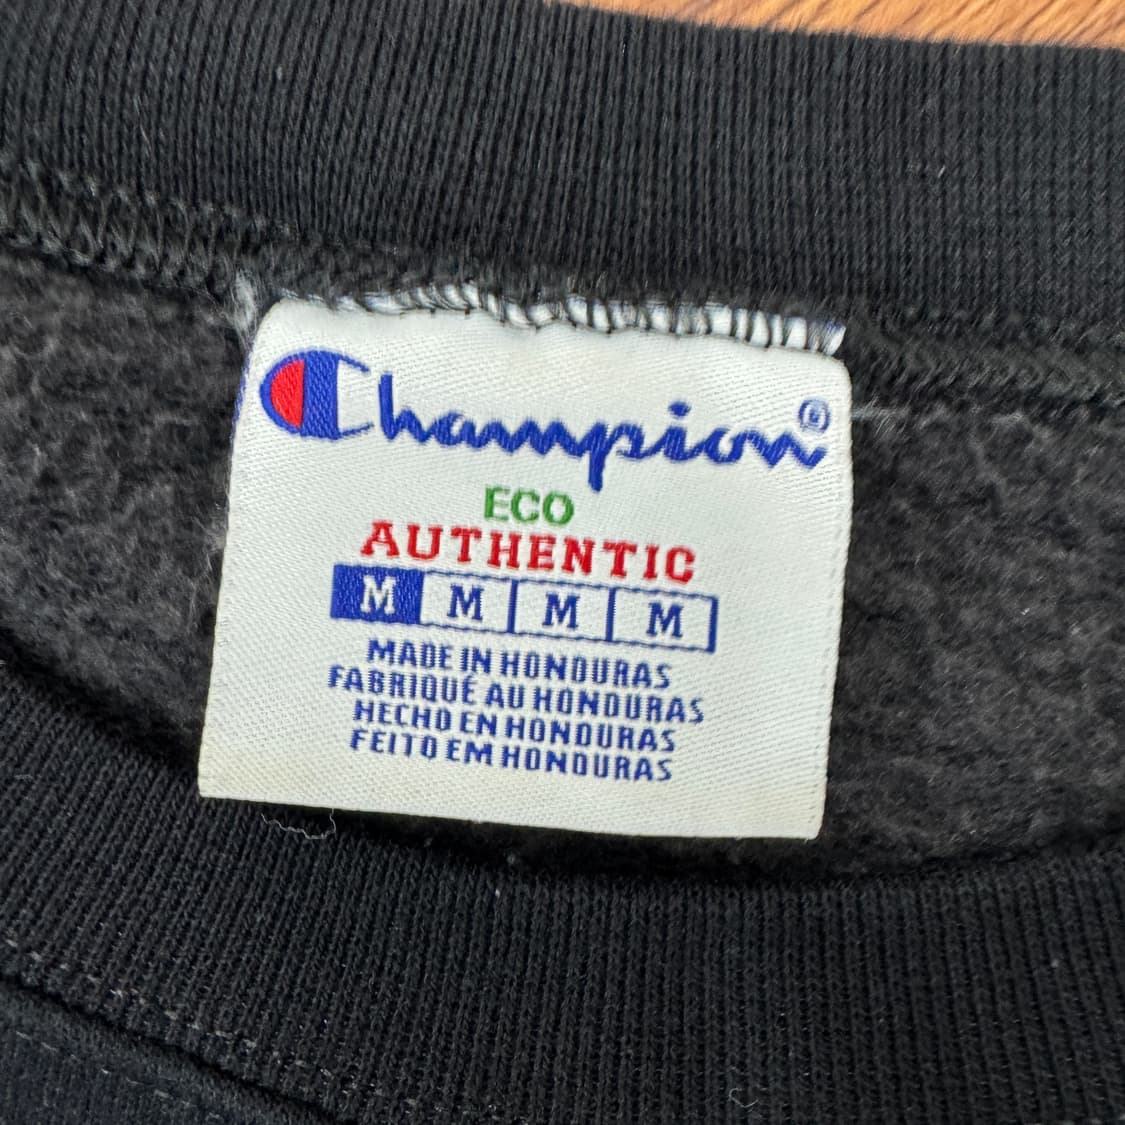 Champion®
ECO
AUTHENTIC
M M M M
MADE IN HONDURAS
FABRIQUÉ AU HONDURAS
HECHO EN HONDURAS
FEITO EM HONDURAS